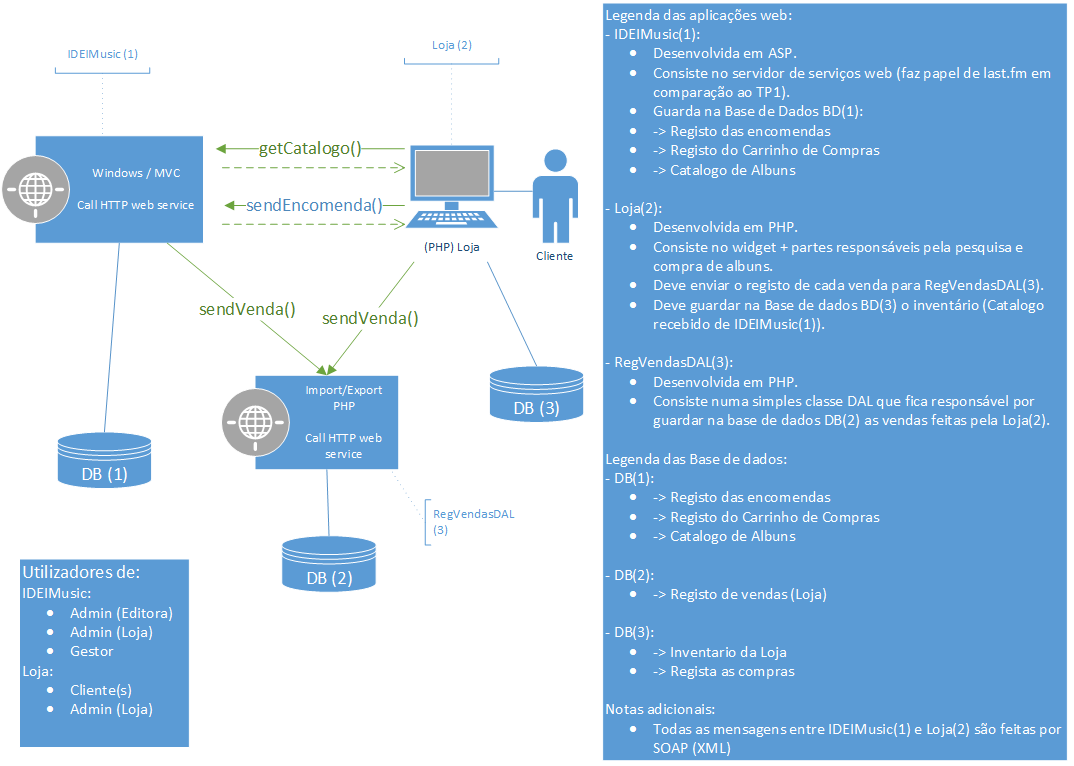 IDEIMusic (1)
Loja (2)
Windows / MVC
Call HTTP web service
getCatalogo()
sendEncomenda()
(PHP) Loja
Cliente
sendVenda()
sendVenda()
Import/Export
PHP
Call HTTP web
service
DB (3)
DB (1)
RegVendasDAL
(3)
DB (2)
Utilizadores de:
IDEIMusic:
• Admin (Editora)
• Admin (Loja)
• Gestor
Loja:
• Cliente(s)
• Admin (Loja)
Legenda das aplicações web:
- IDEIMusic(1):
• Desenvolvida em ASP.
• Consiste no servidor de serviços web (faz papel de last.fm em
comparação ao TP1).
• Guarda na Base de Dados BD(1):
• -> Registo das encomendas
• -> Registo do Carrinho de Compras
• -> Catalogo de Albuns
- Loja(2):
• Desenvolvida em PHP.
• Consiste no widget + partes responsáveis pela pesquisa e
compra de albuns.
• Deve enviar o registo de cada venda para RegVendasDAL(3).
• Deve guardar na Base de dados BD(3) o inventário (Catalogo
recebido de IDEIMusic(1)).
- RegVendasDAL(3):
• Desenvolvida em PHP.
• Consiste numa simples classe DAL que fica responsável por
guardar na base de dados DB(2) as vendas feitas pela Loja(2).
Legenda das Base de dados:
- DB(1):
• -> Registo das encomendas
• -> Registo do Carrinho de Compras
• -> Catalogo de Albuns
- DB(2):
• -> Registo de vendas (Loja)
- DB(3):
• -> Inventario da Loja
• -> Regista as compras
Notas adicionais:
• Todas as mensagens entre IDEIMusic(1) e Loja(2) são feitas por
SOAP (XML)